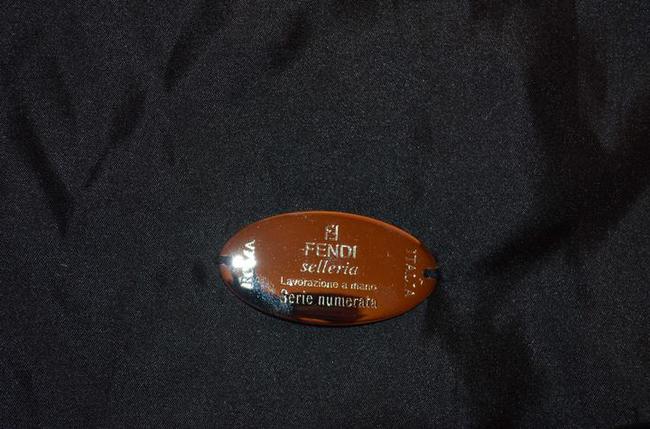 FENDI
selleria
Lavorazione a mano
Serie numerata
ROMA
ITALIA